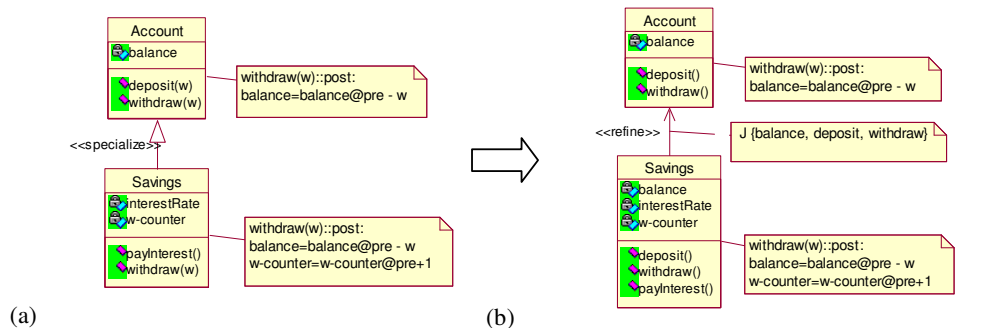 Account
balance
deposit(w)
withdraw(w)
withdraw(w)::post:
balance=balance@pre - w
<<specialize>>
Savings
interestRate
w-counter
payInterest()
withdraw(w)
withdraw(w)::post:
balance=balance@pre - w
w-counter=w-counter@pre+1
(a)
Account
balance
deposit()
withdraw()
withdraw(w)::post:
balance=balance@pre - w
<<refine>>
J {balance, deposit, withdraw}
Savings
balance
interestRate
w-counter
deposit()
withdraw()
payInterest()
withdraw(w)::post:
balance=balance@pre - w
w-counter=w-counter@pre+1
(b)